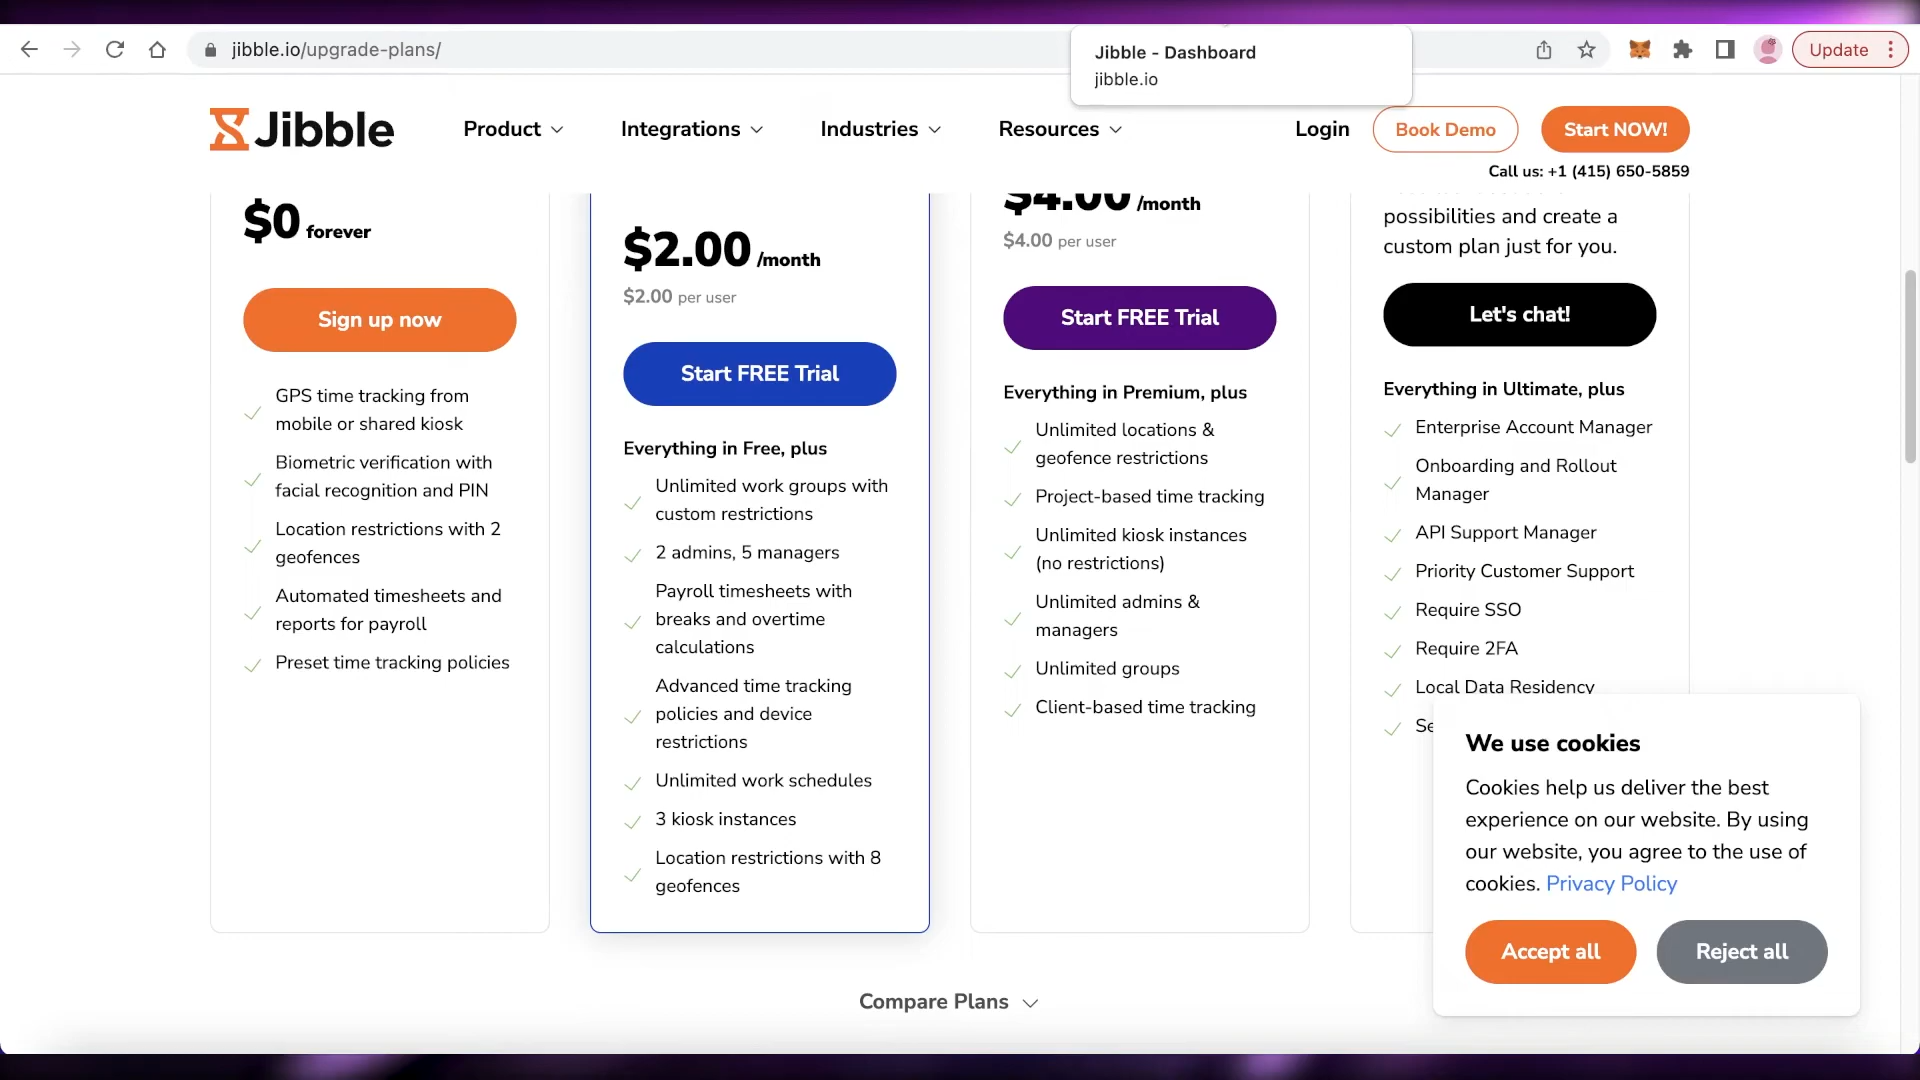 jibble.io/upgrade-plans/
Jibble - Dashboard
jibble.io
Update
Jibble
Product
Integrations
Industries
Resources
Login
Book Demo
Start NOW!
Call us: +1 (415) 650-5859
$0 forever
Sign up now
GPS time tracking from
mobile or shared kiosk
Biometric verification with
facial recognition and PIN
Location restrictions with 2
geofences
Automated timesheets and
reports for payroll
Preset time tracking policies
$2.00 /month
$2.00 per user
Start FREE Trial
Everything in Free, plus
Unlimited work groups with
custom restrictions
2 admins, 5 managers
Payroll timesheets with
breaks and overtime
calculations
Advanced time tracking
policies and device
restrictions
Unlimited work schedules
3 kiosk instances
Location restrictions with 8
geofences
$4.00 /month
$4.00 per user
Start FREE Trial
Everything in Premium, plus
Unlimited locations &
geofence restrictions
Project-based time tracking
Unlimited kiosk instances
(no restrictions)
Unlimited admins &
managers
Unlimited groups
Client-based time tracking
possibilities and create a
custom plan just for you.
Let's chat!
Everything in Ultimate, plus
Enterprise Account Manager
Onboarding and Rollout
Manager
API Support Manager
Priority Customer Support
Require SSO
Require 2FA
Local Data Residency
We use cookies
Cookies help us deliver the best
experience on our website. By using
our website, you agree to the use of
cookies. Privacy Policy
Accept all
Reject all
Compare Plans